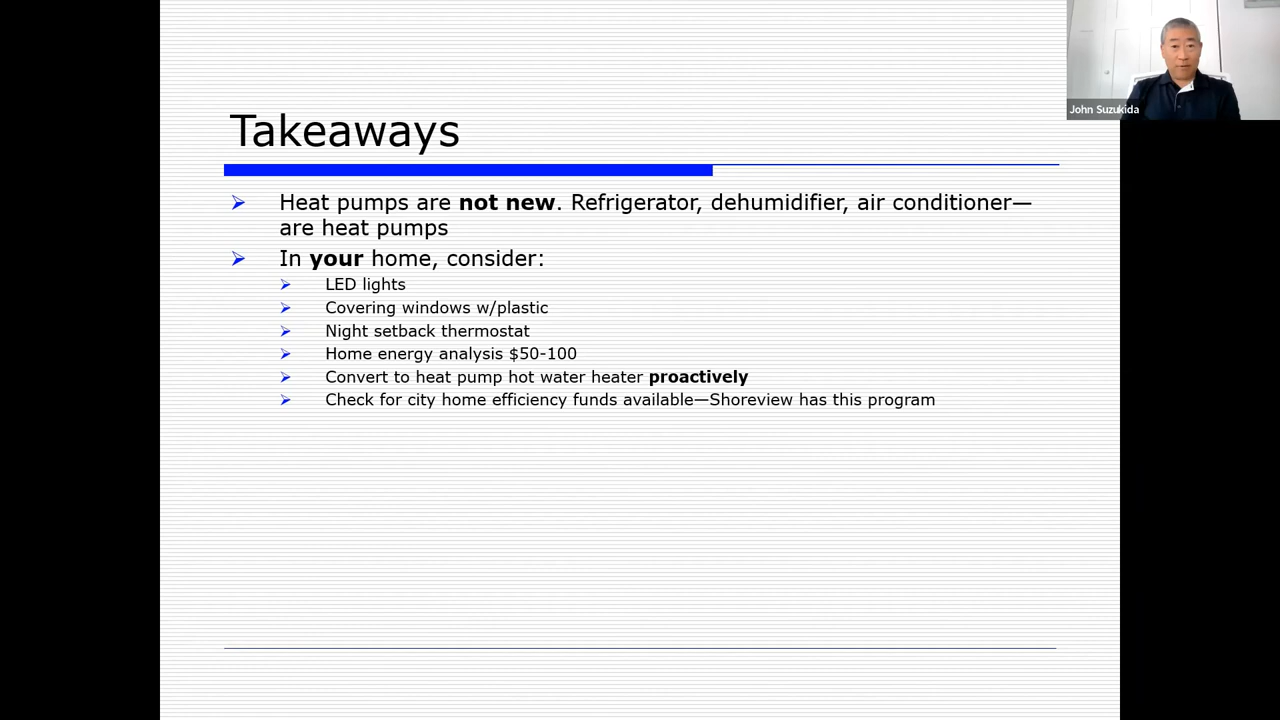 Takeaways
John Suzukida
Heat pumps are not new. Refrigerator, dehumidifier, air conditioner—
are heat pumps
In your home, consider:
LED lights
Covering windows w/plastic
Night setback thermostat
Home energy analysis $50-100
Convert to heat pump hot water heater proactively
Check for city home efficiency funds available—Shoreview has this program